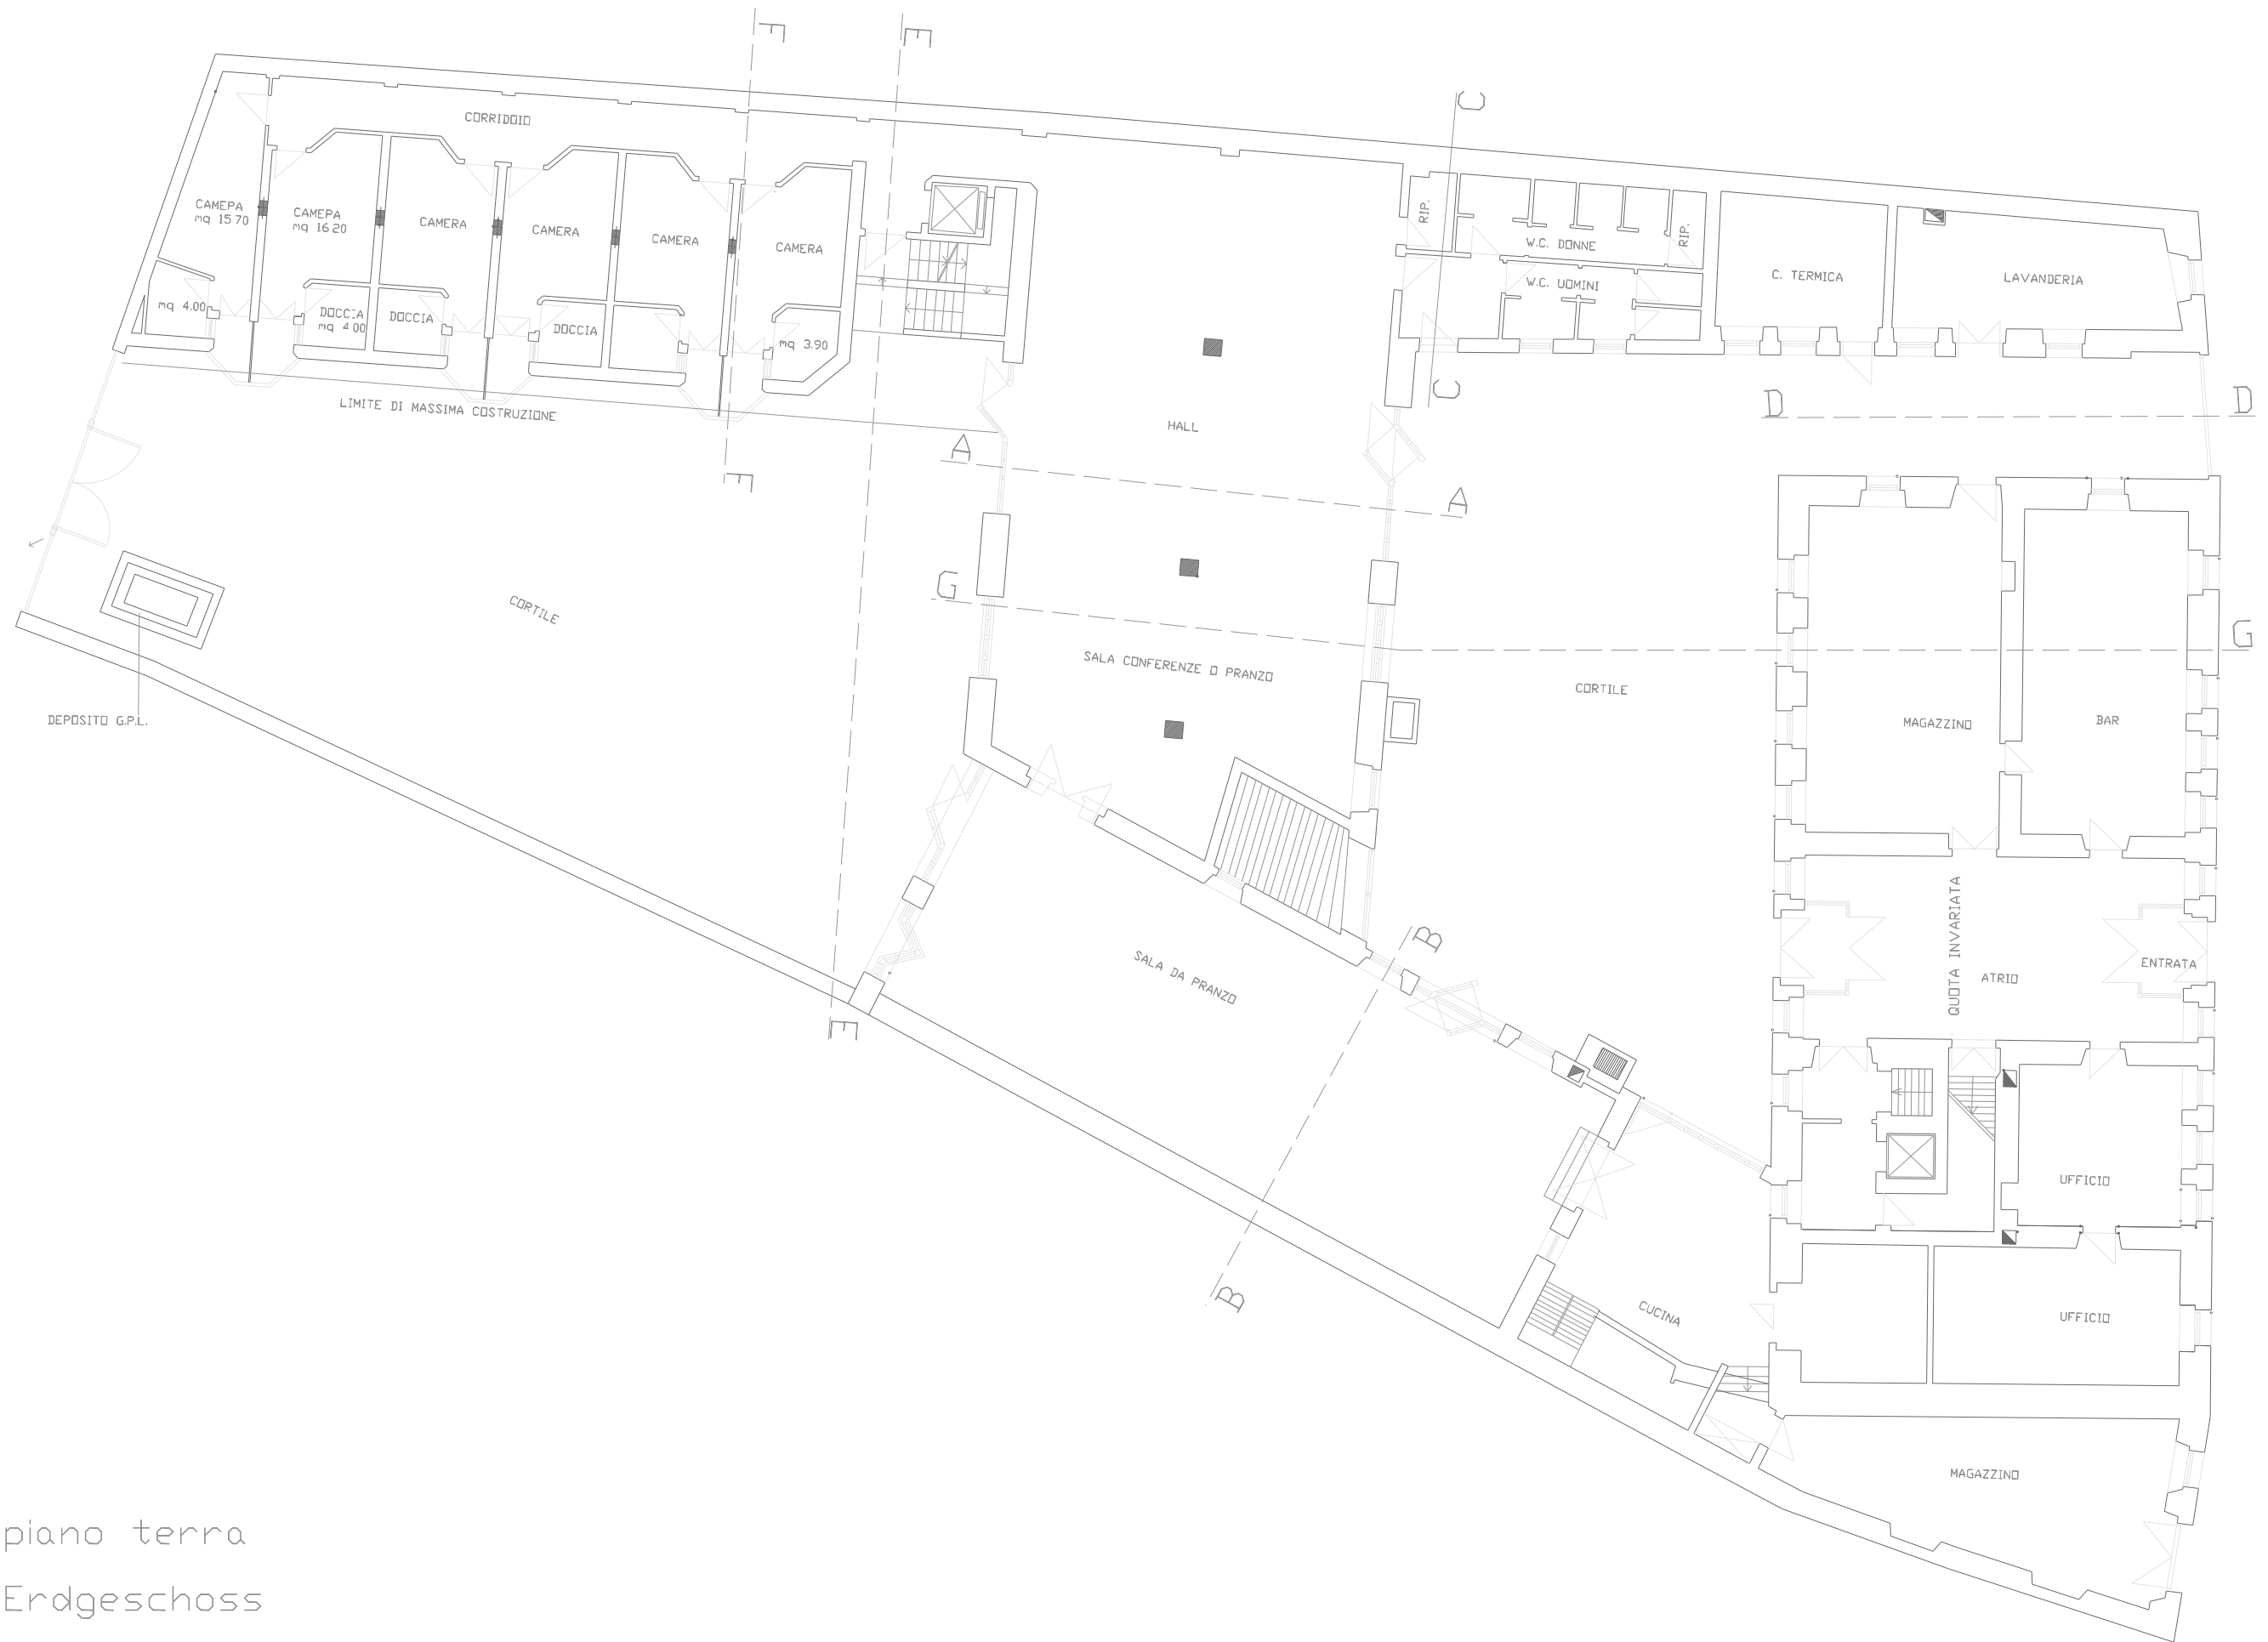 F
E
C
CORRIDOIO
CAMEPA
mq 15.70
CAMEPA
mq 16.20
CAMERA
CAMERA
CAMERA
CAMERA
RIP.
W.C. DONNE
RIP.
W.C. UOMINI
C. TERMICA
LAVANDERIA
mq 4.00
DOCCIA
mq 4.00
DOCCIA
DOCCIA
mq 3.90
LIMITE DI MASSIMA COSTRUZIONE
C
D
D
HALL
A
A
F
G
G
CORTILE
SALA CONFERENZE O PRANZO
CORTILE
DEPOSITO G.P.L.
MAGAZZINO
BAR
QUOTA INVARIATA
ATRIO
ENTRATA
B
SALA DA PRANZO
E
UFFICIO
B
CUCINA
UFFICIO
MAGAZZINO
piano terra
Erdgeschoss